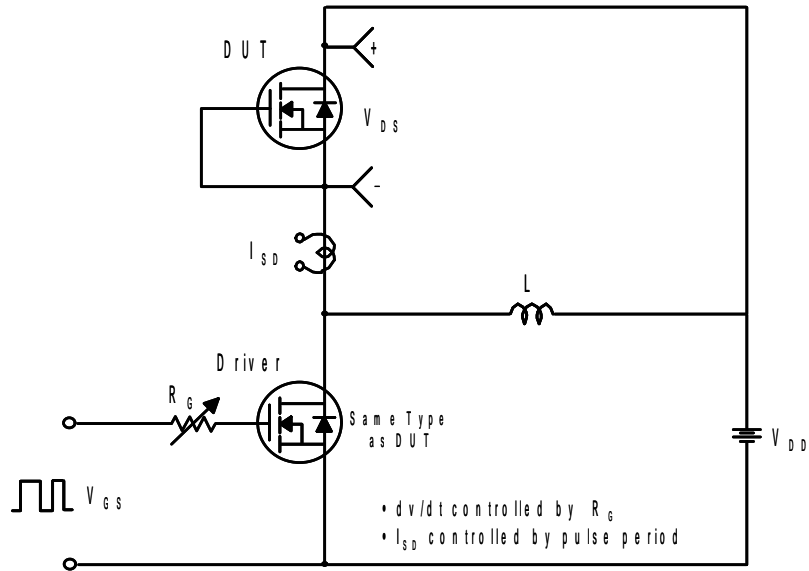 DUT
+
VDS
-
ISD
L
Driver
RG
Same Type
as DUT
VGS
VDD
• dv/dt controlled by RG
• ISD controlled by pulse period